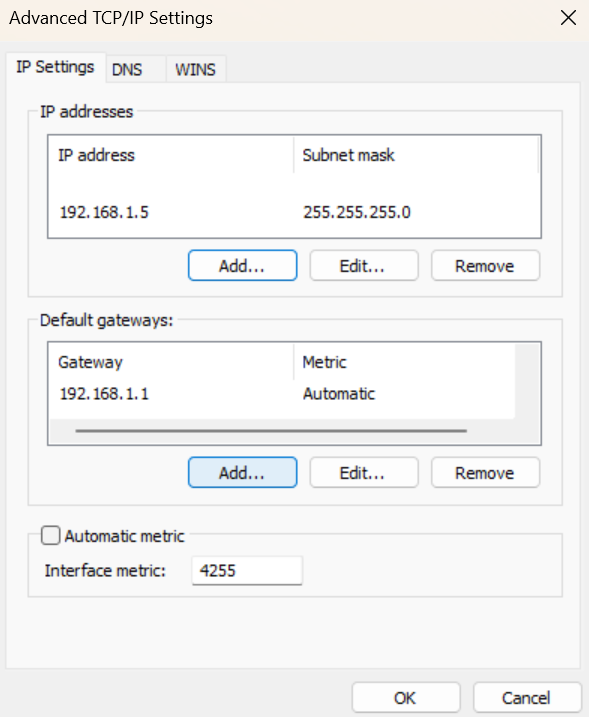 Advanced TCP/IP Settings
IP Settings DNS WINS
IP addresses
IP address Subnet mask
192.168.1.5 255.255.255.0
Add... Edit... Remove
Default gateways:
Gateway Metric
192.168.1.1 Automatic
Add... Edit... Remove
Automatic metric
Interface metric: 4255
OK Cancel